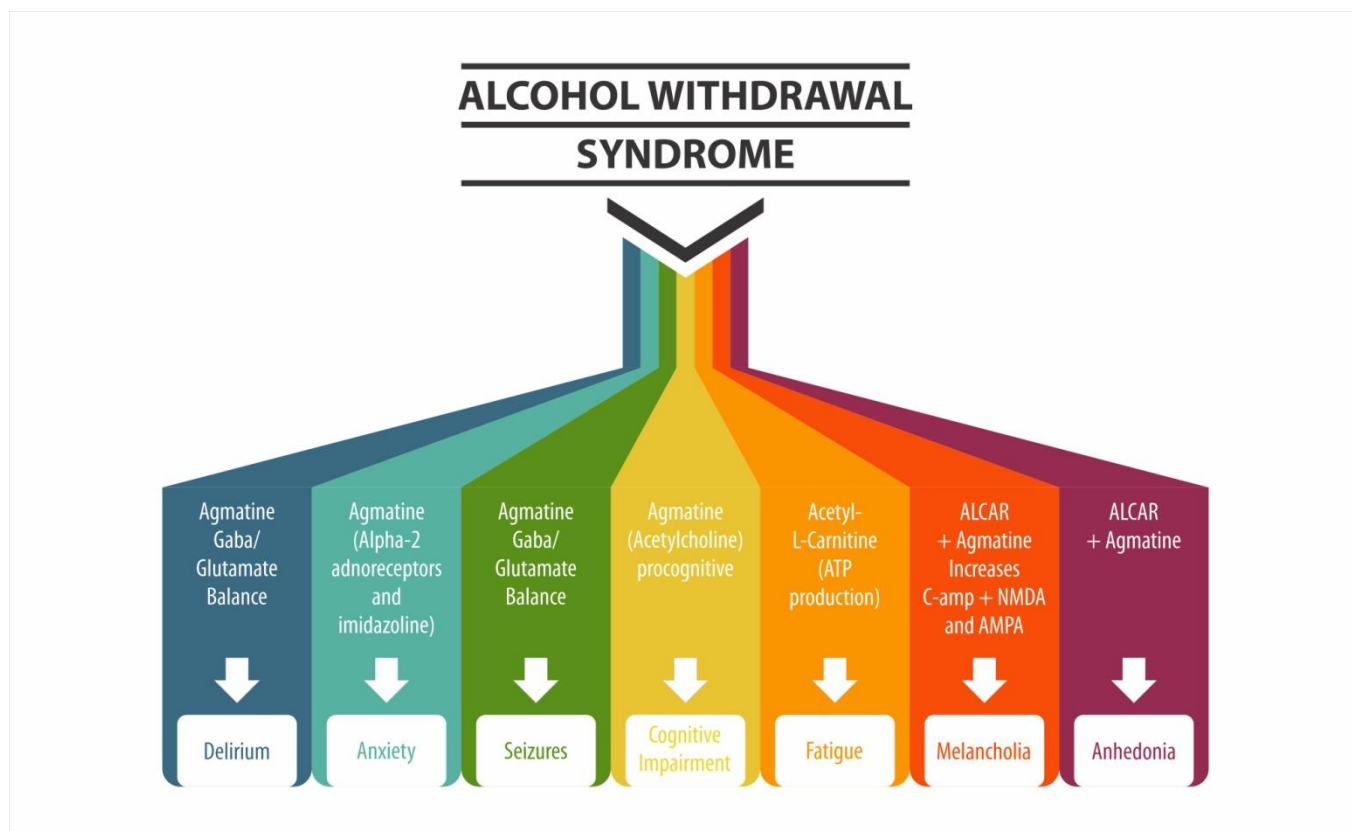 ALCOHOL WITHDRAWAL
SYNDROME
Agmatine
Gaba/
Glutamate
Balance
Delirium
Agmatine
(Alpha-2
adnoreceptors
and
imidazoline)
Anxiety
Agmatine
Gaba/
Glutamate
Balance
Seizures
Agmatine
(Acetylcholine)
procognitive
Cognitive
Impairment
Acetyl-
L-Carnitine
(ATP
production)
Fatigue
ALCAR
+ Agmatine
Increases
C-amp + NMDA
and AMPA
Melancholia
ALCAR
+ Agmatine
Anhedonia